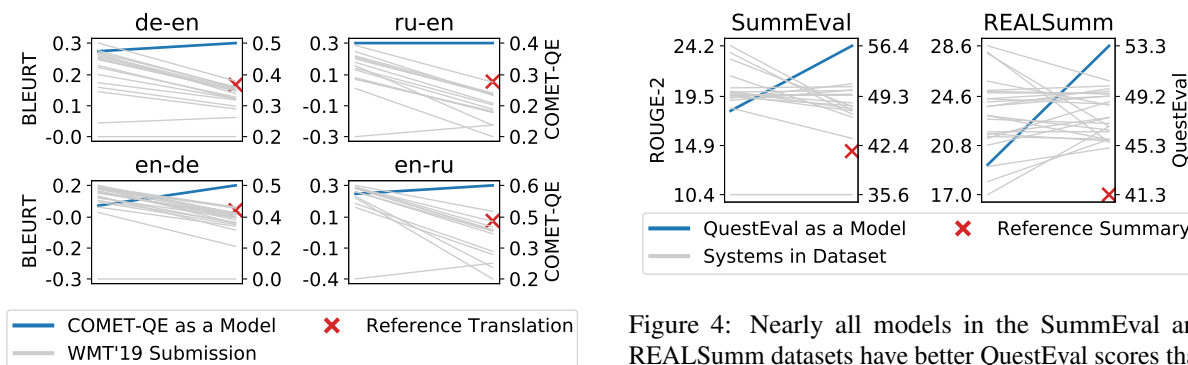 de-en
ru-en
BLEURT
0.3
0.2
0.1
-0.0
0.5
0.4
0.3
0.2
0.3
0.1
-0.1
-0.3
0.4
0.3
0.2
0.2
COMET-QE
en-de
en-ru
BLEURT
0.2
-0.0
-0.1
-0.3
0.5
0.4
0.2
0.0
0.3
0.1
-0.1
-0.4
0.6
0.5
0.3
0.2
COMET-QE
COMET-QE as a Model
Reference Translation
WMT'19 Submission
SummEval
REALSumm
ROUGE-2
24.2
19.5
14.9
10.4
56.4
49.3
42.4
35.6
28.6
24.6
20.8
17.0
53.3
49.2
45.3
41.3
QuestEval
QuestEval as a Model
Reference Summary
Systems in Dataset
Figure 4: Nearly all models in the SummEval
REALSumm datasets have better QuestEval scores